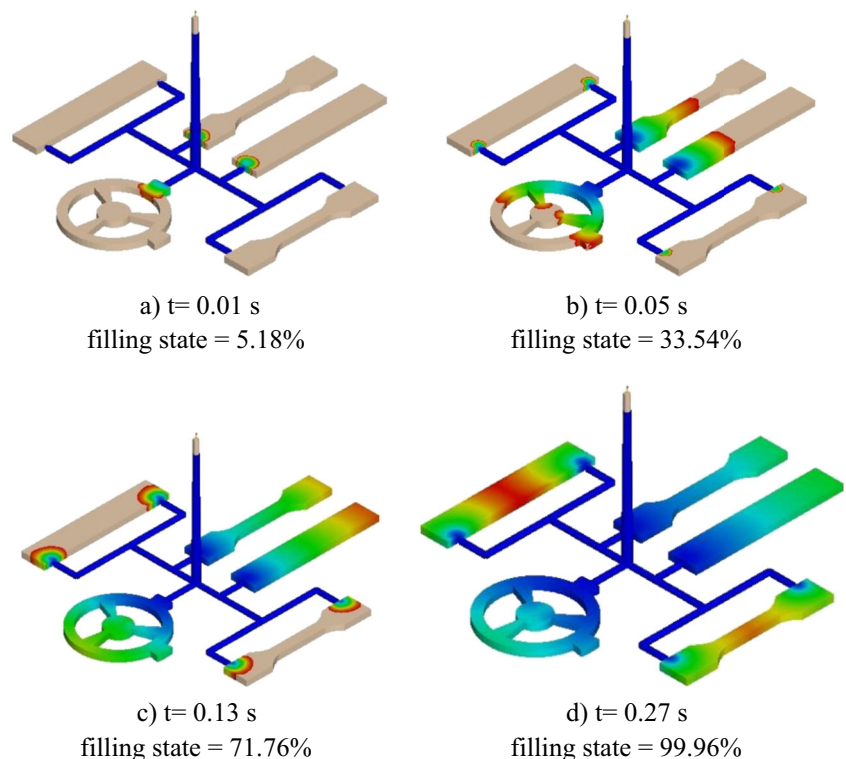 a) t= 0.01 s
filling state = 5.18%
b) t= 0.05 s
filling state = 33.54%
c) t= 0.13 s
filling state = 71.76%
d) t= 0.27 s
filling state = 99.96%